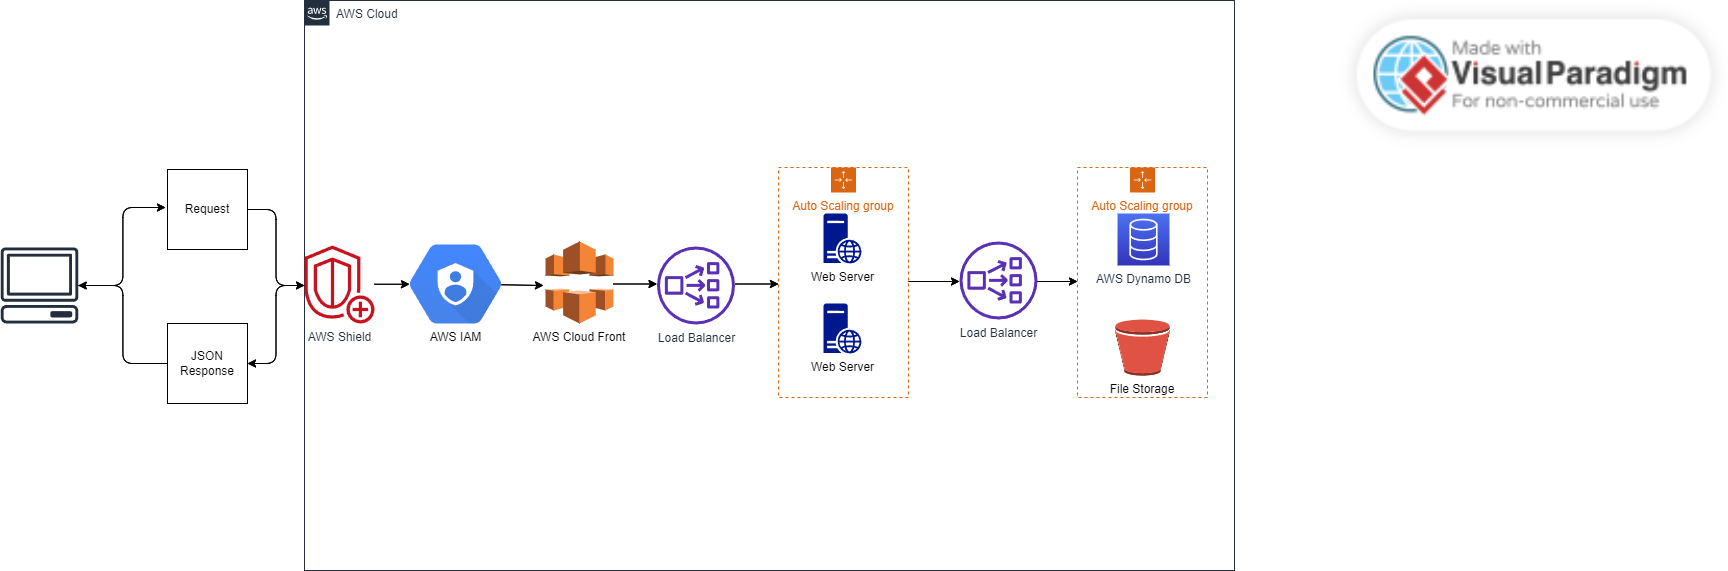 aws
AWS Cloud
Made with
Visual Paradigm
For non-commercial use
Request
JSON
Response
AWS Shield
AWS IAM
AWS Cloud Front
Load Balancer
Auto Scaling group
Web Server
Web Server
Load Balancer
Auto Scaling group
AWS Dynamo DB
File Storage